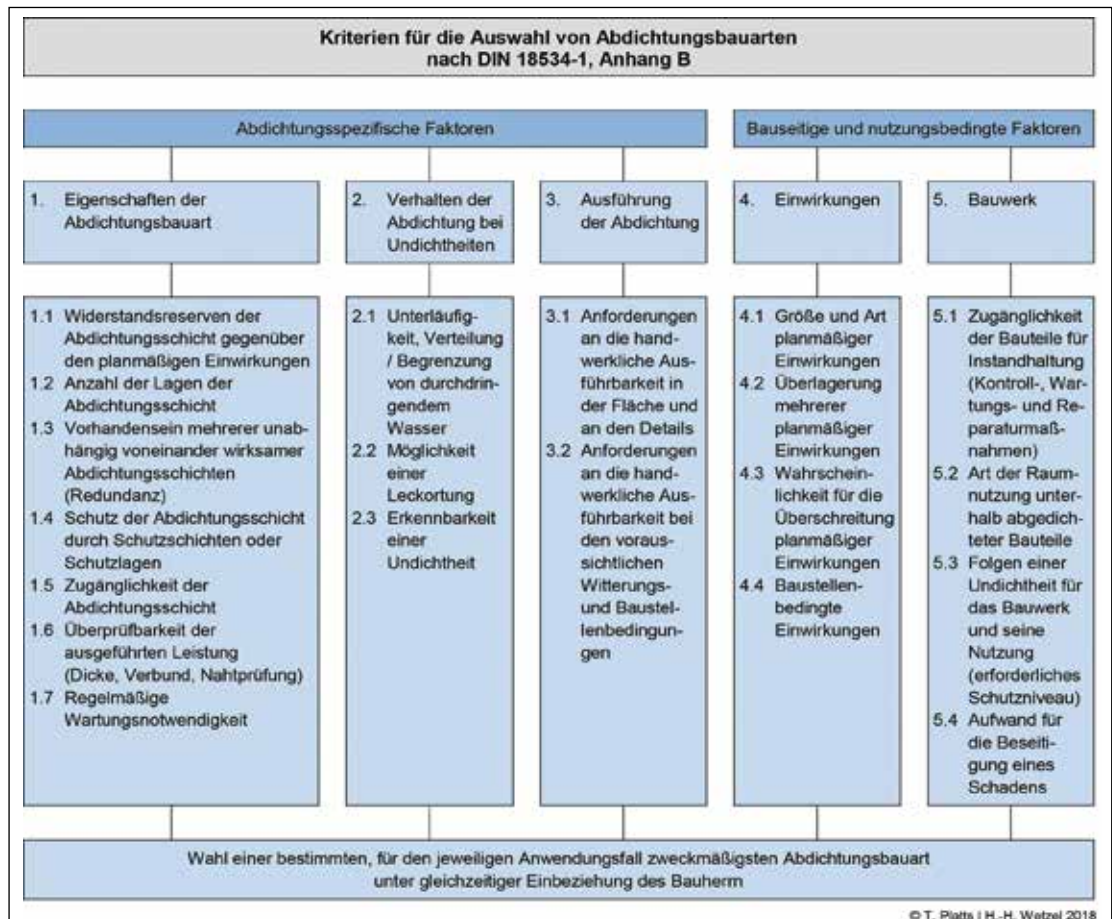 Kriterien für die Auswahl von Abdichtungsbauarten
nach DIN 18534-1, Anhang B
Abdichtungsspezifische Faktoren
Bauseitige und nutzungsbedingte Faktoren
1. Eigenschaften der
Abdichtungsbauart
2. Verhalten der
Abdichtung bei
Undichtheiten
3. Ausführung
der Abdichtung
4. Einwirkungen
5. Bauwerk
1.1 Widerstandsreserven der
Abdichtungsschicht gegenüber
den planmäßigen Einwirkungen
1.2 Anzahl der Lagen der
Abdichtungsschicht
1.3 Vorhandensein mehrerer unab-
hängig voneinander wirksamer
Abdichtungsschichten
(Redundanz)
1.4 Schutz der Abdichtungsschicht
durch Schutzschichten oder
Schutzlagen
1.5 Zugänglichkeit der
Abdichtungsschicht
1.6 Überprüfbarkeit der
ausgeführten Leistung
(Dicke, Verbund, Nahtprüfung)
1.7 Regelmäßige
Wartungsnotwendigkeit
2.1 Unterläufig-
keit, Verteilung
/ Begrenzung
von durchdrin-
gendem
Wasser
2.2 Möglichkeit
einer
Leckortung
2.3 Erkennbarkeit
einer
Undichtheit
3.1 Anforderungen
an die hand-
werkliche Aus-
führbarkeit in
der Fläche und
an den Details
3.2 Anforderungen
an die hand-
werkliche Aus-
führbarkeit bei
den voraus-
sichtlichen
Witterungs-
und Baustel-
lenbedingun-
gen
4.1 Größe und Art
planmäßiger
Einwirkungen
4.2 Überlagerung
mehrerer
planmäßiger
Einwirkungen
4.3 Wahrschein-
lichkeit für die
Überschreitung
planmäßiger
Einwirkungen
4.4 Baustellen-
bedingte
Einwirkungen
5.1 Zugänglichkeit
der Bauteile für
Instandhaltung
(Kontroll-, War-
tungs- und Re-
paraturmaß-
nahmen)
5.2 Art der Raum-
nutzung unter-
halb abgedich-
teter Bauteile
5.3 Folgen einer
Undichtheit für
das Bauwerk
und seine
Nutzung
(erforderliches
Schutzniveau)
5.4 Aufwand für
die Beseiti-
gung eines
Schadens
Wahl einer bestimmten, für den jeweiligen Anwendungsfall zweckmäßigsten Abdichtungsbauart
unter gleichzeitiger Einbeziehung des Bauherrn
© T. Platts | H.-H. Wetzel 2018